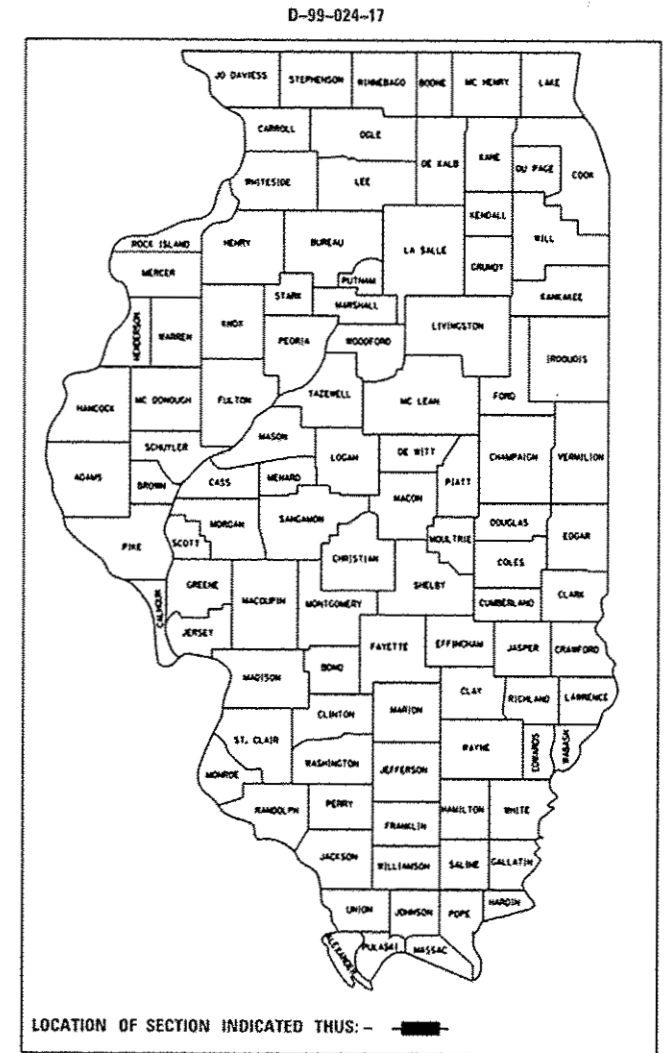 D-99-024-17
JO DAVIESS STEPHENSON WINNEBAGO BOONE MC HENRY LAKE
CARROLL OGLE
DE KALB KANE DU PAGE COOK
WHITESIDE LEE
KENDALL WILL
ROCK ISLAND HENRY BUREAU LA SALLE
GRUNDY
MERCER PUTNAM
STARK MARSHALL KANKAKEE
HENDERSON WARREN KNOX PEORIA WOODFORD LIVINGSTON
IROQUOIS
HANCOCK MC DONOUGH FULTON TAZEWELL MC LEAN FORD
MASON
SCHUYLER LOGAN DE WITT CHAMPAIGN VERMILION
ADAMS BROWN CASS MENARD PIATT
MACON
MORGAN SANGAMON DOUGLAS
PIKE SCOTT MOULTRIE EDGAR
CHRISTIAN COLES
GREENE SHELBY
CALHOUN MACOUPIN MONTGOMERY CUMBERLAND CLARK
JERSEY FAYETTE EFFINGHAM JASPER CRAWFORD
MADISON BOND
CLAY RICHLAND LAWRENCE
CLINTON MARION
ST. CLAIR WAYNE EDWARDS WABASH
WASHINGTON JEFFERSON
MONROE
RANDOLPH PERRY HAMILTON WHITE
FRANKLIN
JACKSON WILLIAMSON SALINE GALLATIN
HARDIN
UNION JOHNSON POPE
ALEXANDER PULASKI MASSAC
LOCATION OF SECTION INDICATED THUS: -